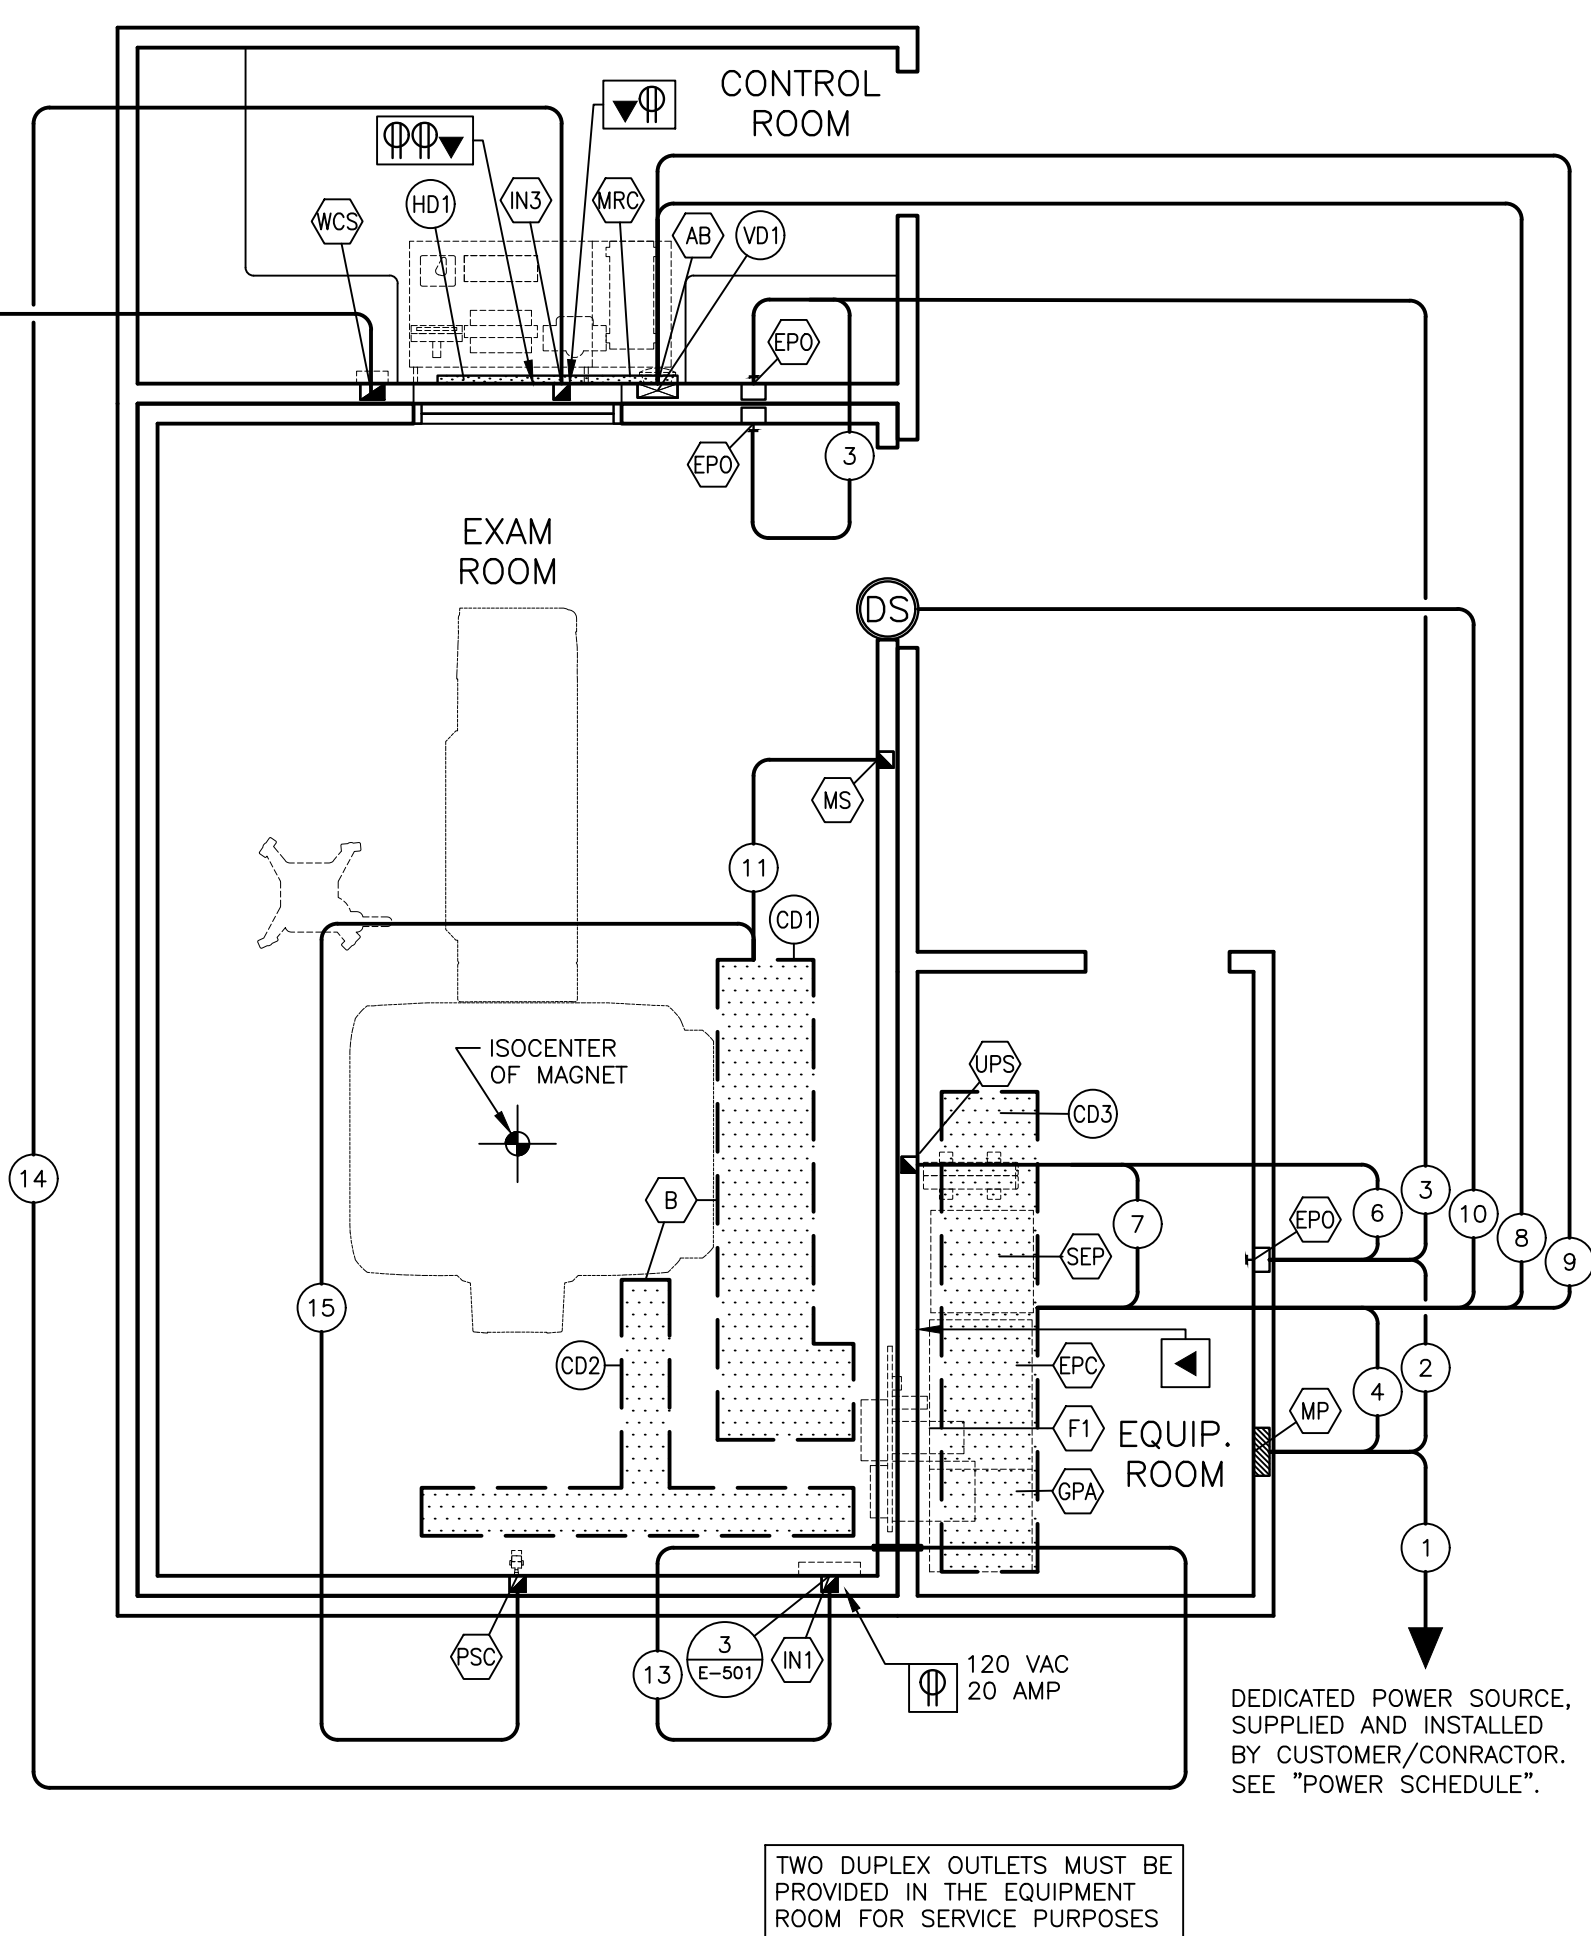 CONTROL
ROOM
WCS
HD1
IN3
MRC
AB
VD1
EPO
EPO
3
EXAM
ROOM
DS
MS
11
CD1
ISOCENTER
OF MAGNET
UPS
CD3
14
B
7
6
3
10
8
9
EPO
SEP
15
CD2
EPC
2
4
F1
EQUIP.
ROOM
MP
GPA
1
PSC
13
3
E-501
IN1
120 VAC
20 AMP
DEDICATED POWER SOURCE,
SUPPLIED AND INSTALLED
BY CUSTOMER/CONRACTOR.
SEE "POWER SCHEDULE".
TWO DUPLEX OUTLETS MUST BE
PROVIDED IN THE EQUIPMENT
ROOM FOR SERVICE PURPOSES